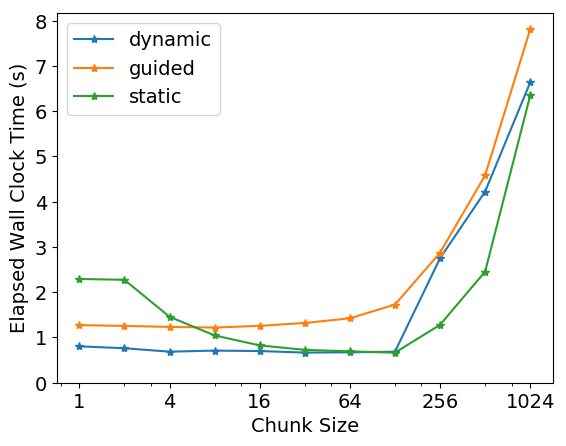 8
7
6
5
4
3
2
1
0
Elapsed Wall Clock Time (s)
dynamic
guided
static
1 4 16 64 256 1024
Chunk Size